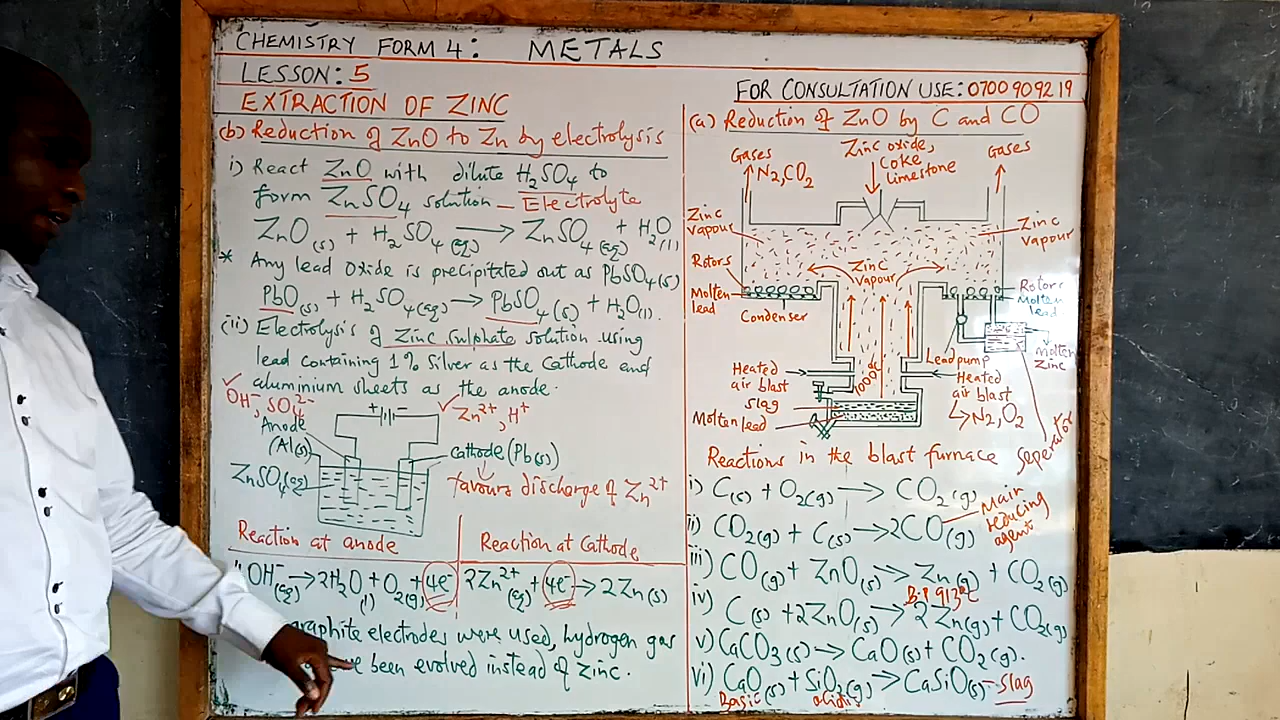 CHEMISTRY FORM 4: METALS
LESSON: 5
FOR CONSULTATION USE: 0700 909219
EXTRACTION OF ZINC
(b) Reduction of ZnO to Zn by electrolysis
i) React ZnO with dilute H₂SO₄ to
form ZnSO₄ solution – Electrolyte
ZnO(s) + H₂SO₄(aq) → ZnSO₄(aq) + H₂O(l)
* Any lead oxide is precipitated out as PbSO₄(s)
PbO(s) + H₂SO₄(aq) → PbSO₄(s) + H₂O(l).
(ii) Electrolysis of Zinc Sulphate solution using
lead containing 1% Silver as the Cathode and
aluminium sheets as the anode.
OH⁻, SO₄²⁻
Zn²⁺, H⁺
Anode
(Al(s))
cathode (Pb(s))
ZnSO₄(aq)
favours discharge of Zn²⁺
Reaction at anode
Reaction at Cathode
OH⁻(aq) → 2H₂O(l) + O₂(g) + 4e⁻
2Zn²⁺(aq) + 4e⁻ → 2Zn(s)
graphite electrodes were used, hydrogen gas
been evolved instead of Zinc.
(a) Reduction of ZnO by C and CO
Gases
N₂, CO₂
Zinc oxide,
Coke
limestone
Gases
Zinc
vapour
Zinc
vapour
Zinc
vapour
Rotors
Molten
lead
Condenser
Rotors
Molten
lead
Lead pump
Molten
Zinc
Heated
air blast
slag
Molten lead
1000°C
Heated
air blast
N₂, O₂
Seperator
Reactions in the blast furnace
i) C(s) + O₂(g) → CO₂(g)
ii) CO₂(g) + C(s) → 2CO(g)
Main
reducing
agent
iii) CO(g) + ZnO(s) → Zn(g) + CO₂(g)
B.P 913°C
iv) C(s) + 2ZnO(s) → 2Zn(g) + CO₂(g)
v) CaCO₃(s) → CaO(s) + CO₂(g).
vi) CaO(s) + SiO₂(g) → CaSiO₃(s) – slag
Basic acidic